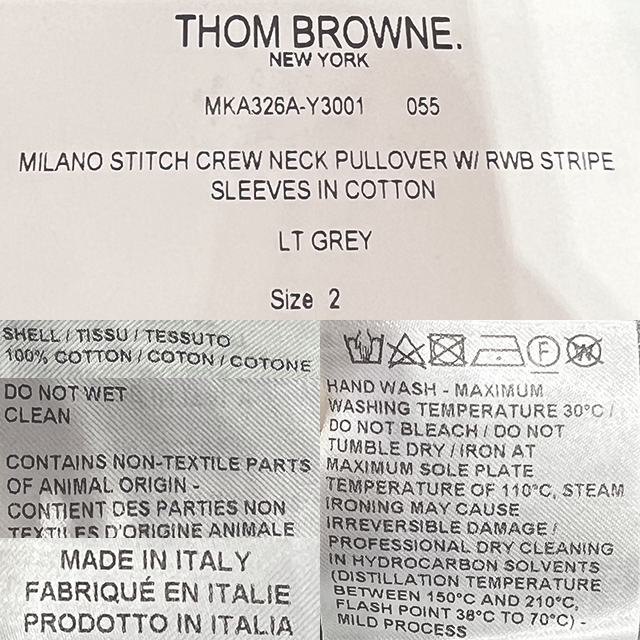 THOM BROWNE.
NEW YORK
MKA326A-Y3001 055
MILANO STITCH CREW NECK PULLOVER W/ RWB STRIPE
SLEEVES IN COTTON
LT GREY
Size 2
SHELL / TISSU / TESSUTO
100% COTTON / COTON / COTONE
DO NOT WET
CLEAN
CONTAINS NON-TEXTILE PARTS
OF ANIMAL ORIGIN -
CONTIENT DES PARTIES NON
TEXTILES D'ORIGINE ANIMALE
MADE IN ITALY
FABRIQUÉ EN ITALIE
PRODOTTO IN ITALIA
F
W
HAND WASH - MAXIMUM
WASHING TEMPERATURE 30°C /
DO NOT BLEACH / DO NOT
TUMBLE DRY / IRON AT
MAXIMUM SOLE PLATE
TEMPERATURE OF 110°C, STEAM
IRONING MAY CAUSE
IRREVERSIBLE DAMAGE /
PROFESSIONAL DRY CLEANING
IN HYDROCARBON SOLVENTS
(DISTILLATION TEMPERATURE
BETWEEN 150°C AND 210°C,
FLASH POINT 38°C TO 70°C) -
MILD PROCESS